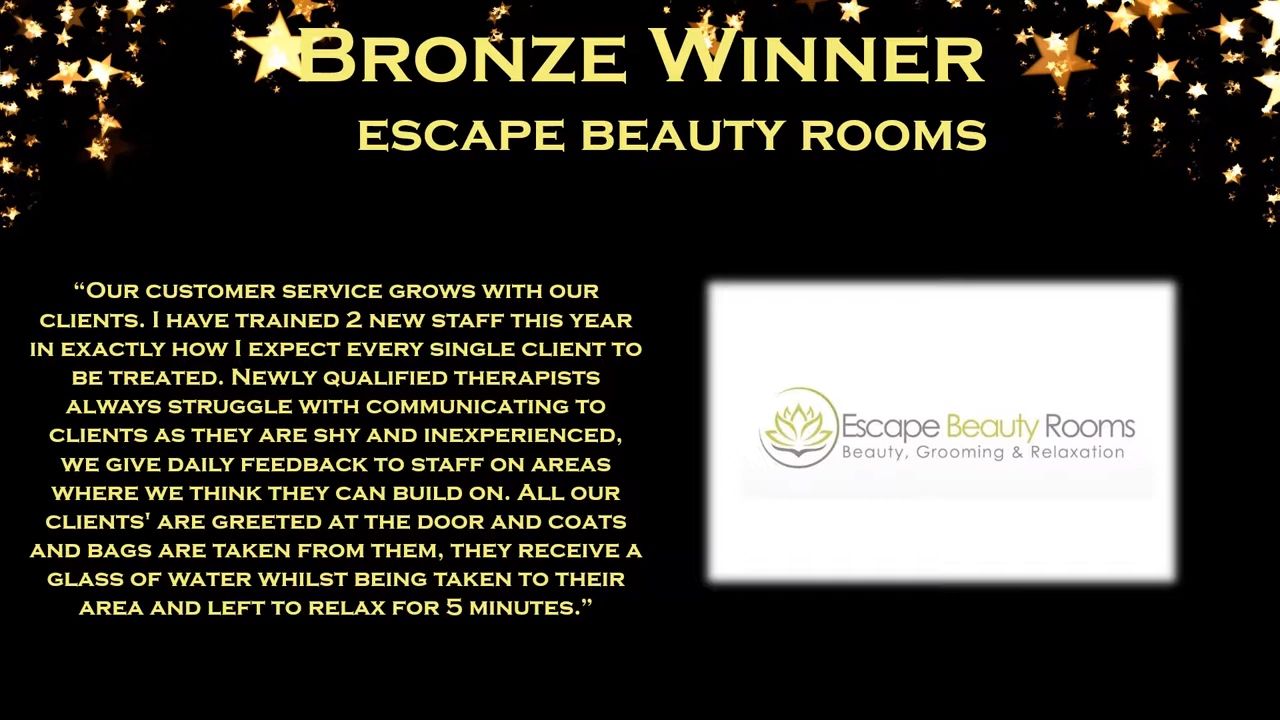 Bronze Winner
Escape Beauty Rooms
“Our customer service grows with our
clients. I have trained 2 new staff this year
in exactly how I expect every single client to
be treated. Newly qualified therapists
always struggle with communicating to
clients as they are shy and inexperienced,
we give daily feedback to staff on areas
where we think they can build on. All our
clients' are greeted at the door and coats
and bags are taken from them, they receive a
glass of water whilst being taken to their
area and left to relax for 5 minutes.”
Escape Beauty Rooms
Beauty, Grooming & Relaxation